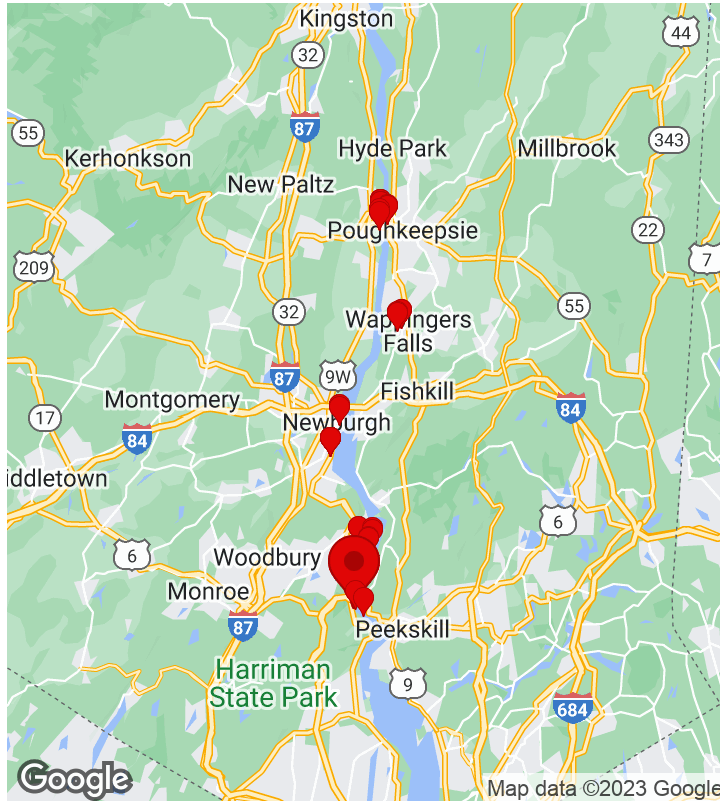 Kingston
44
32
87
55
343
Hyde Park
Millbrook
Kerhonkson
New Paltz
Poughkeepsie
22
7
209
32
55
Wappingers
Falls
87
9W
Fishkill
Montgomery
84
17
Newburgh
84
iddletown
6
6
Woodbury
Monroe
87
Peekskill
Harriman
State Park
9
684
Google
Map data ©2023 Google